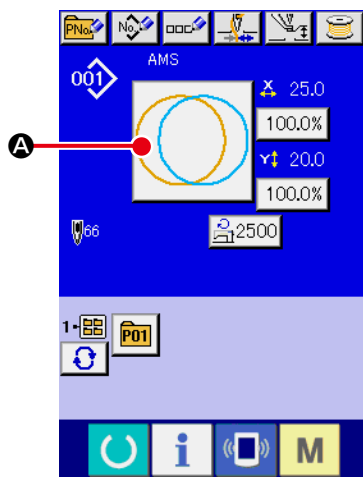 PNo. No.
AMS
001
X 25.0
100.0%
A
Y 20.0
100.0%
66
2500
1-
P01
i M